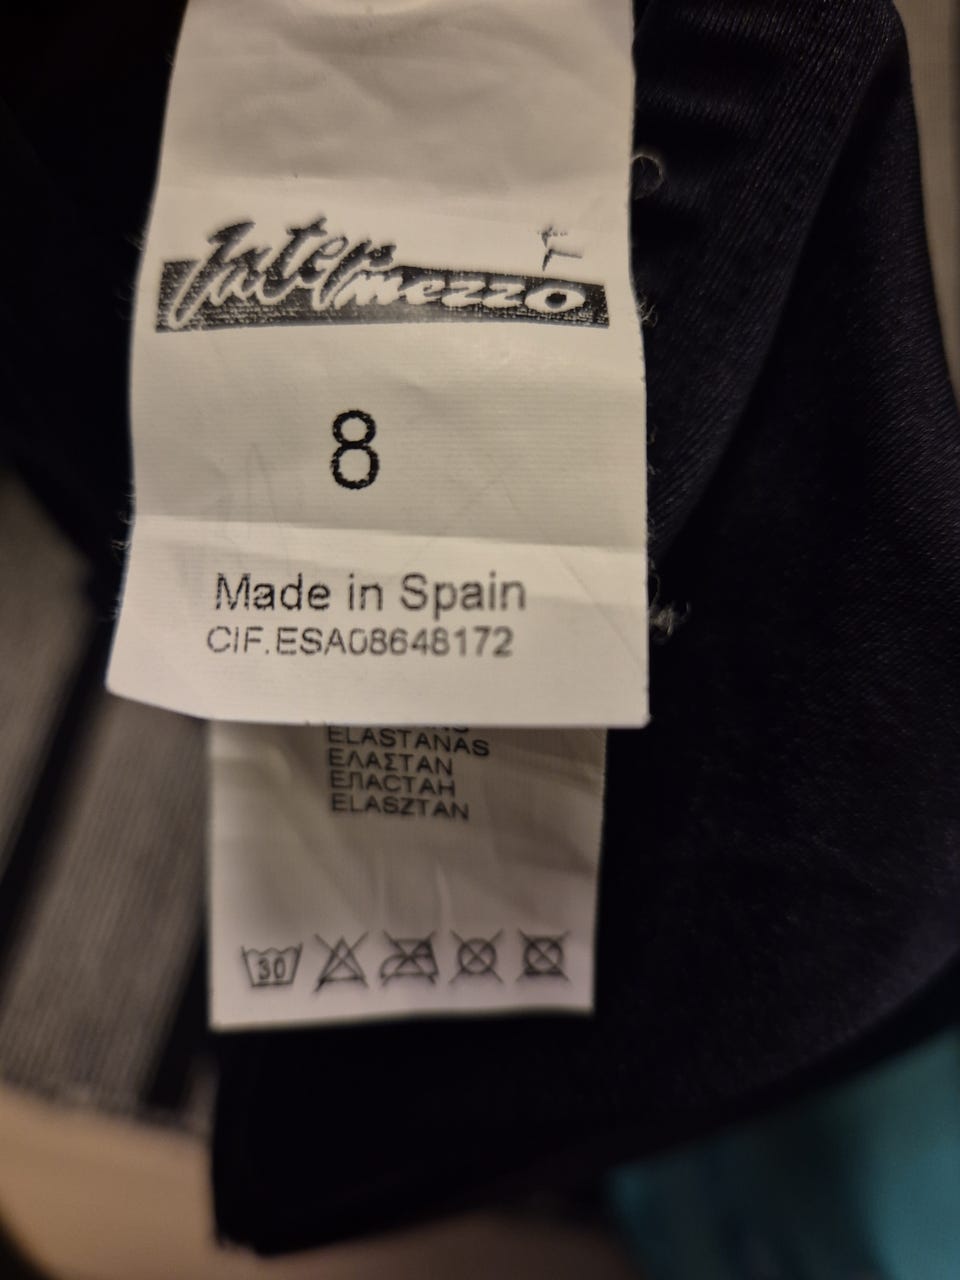 Intermezzo
8
Made in Spain
CIF.ESA08648172
ELASTANAS
ΕΛΑΣΤΑΝ
ЕЛАСТАН
ELASZTAN
30